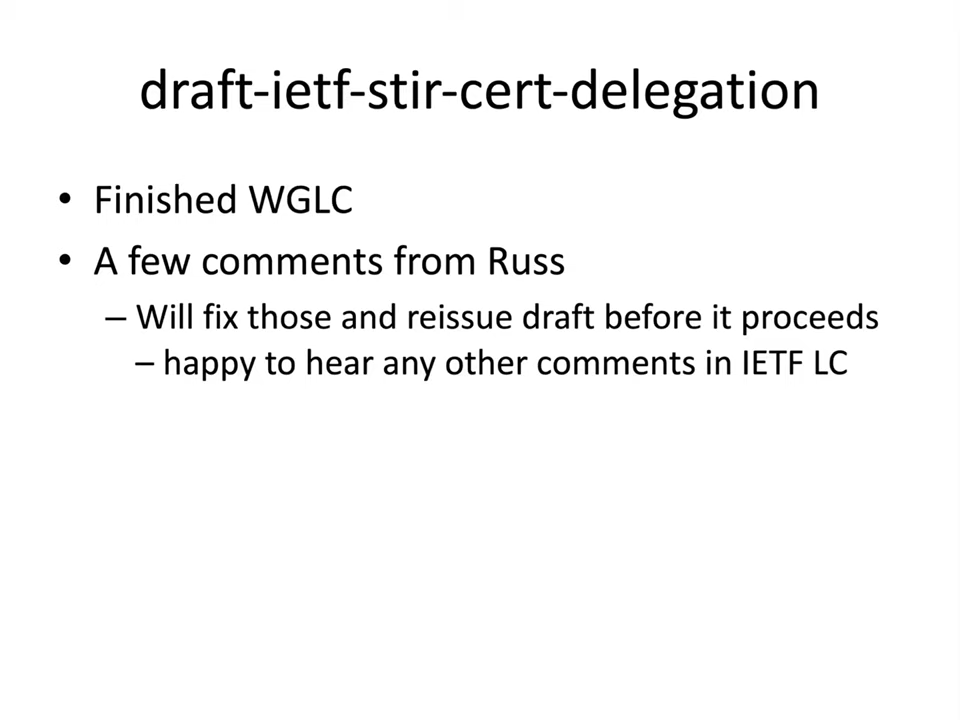 draft-ietf-stir-cert-delegation
• Finished WGLC
• A few comments from Russ
– Will fix those and reissue draft before it proceeds
– happy to hear any other comments in IETF LC